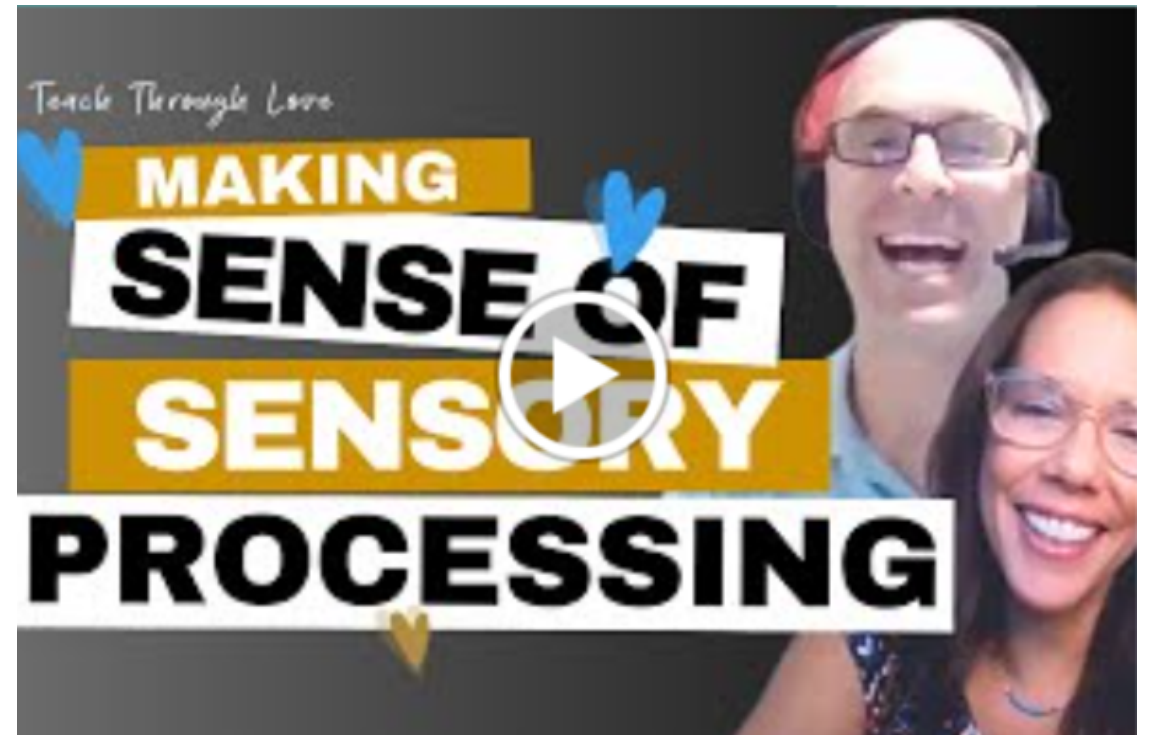 Teach Through Love
MAKING
SENSE OF
SENSORY
PROCESSING